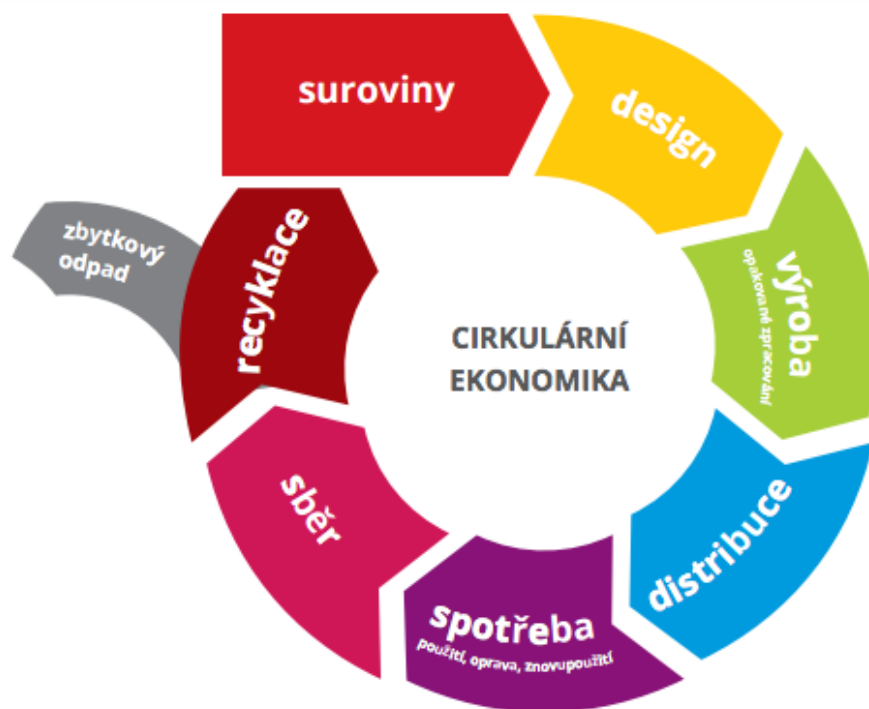 suroviny
design
výroba
opakované zpracování
distribuce
spotřeba
použití, oprava, znovupoužití
sběr
recyklace
zbytkový
odpad
CIRKULÁRNÍ
EKONOMIKA